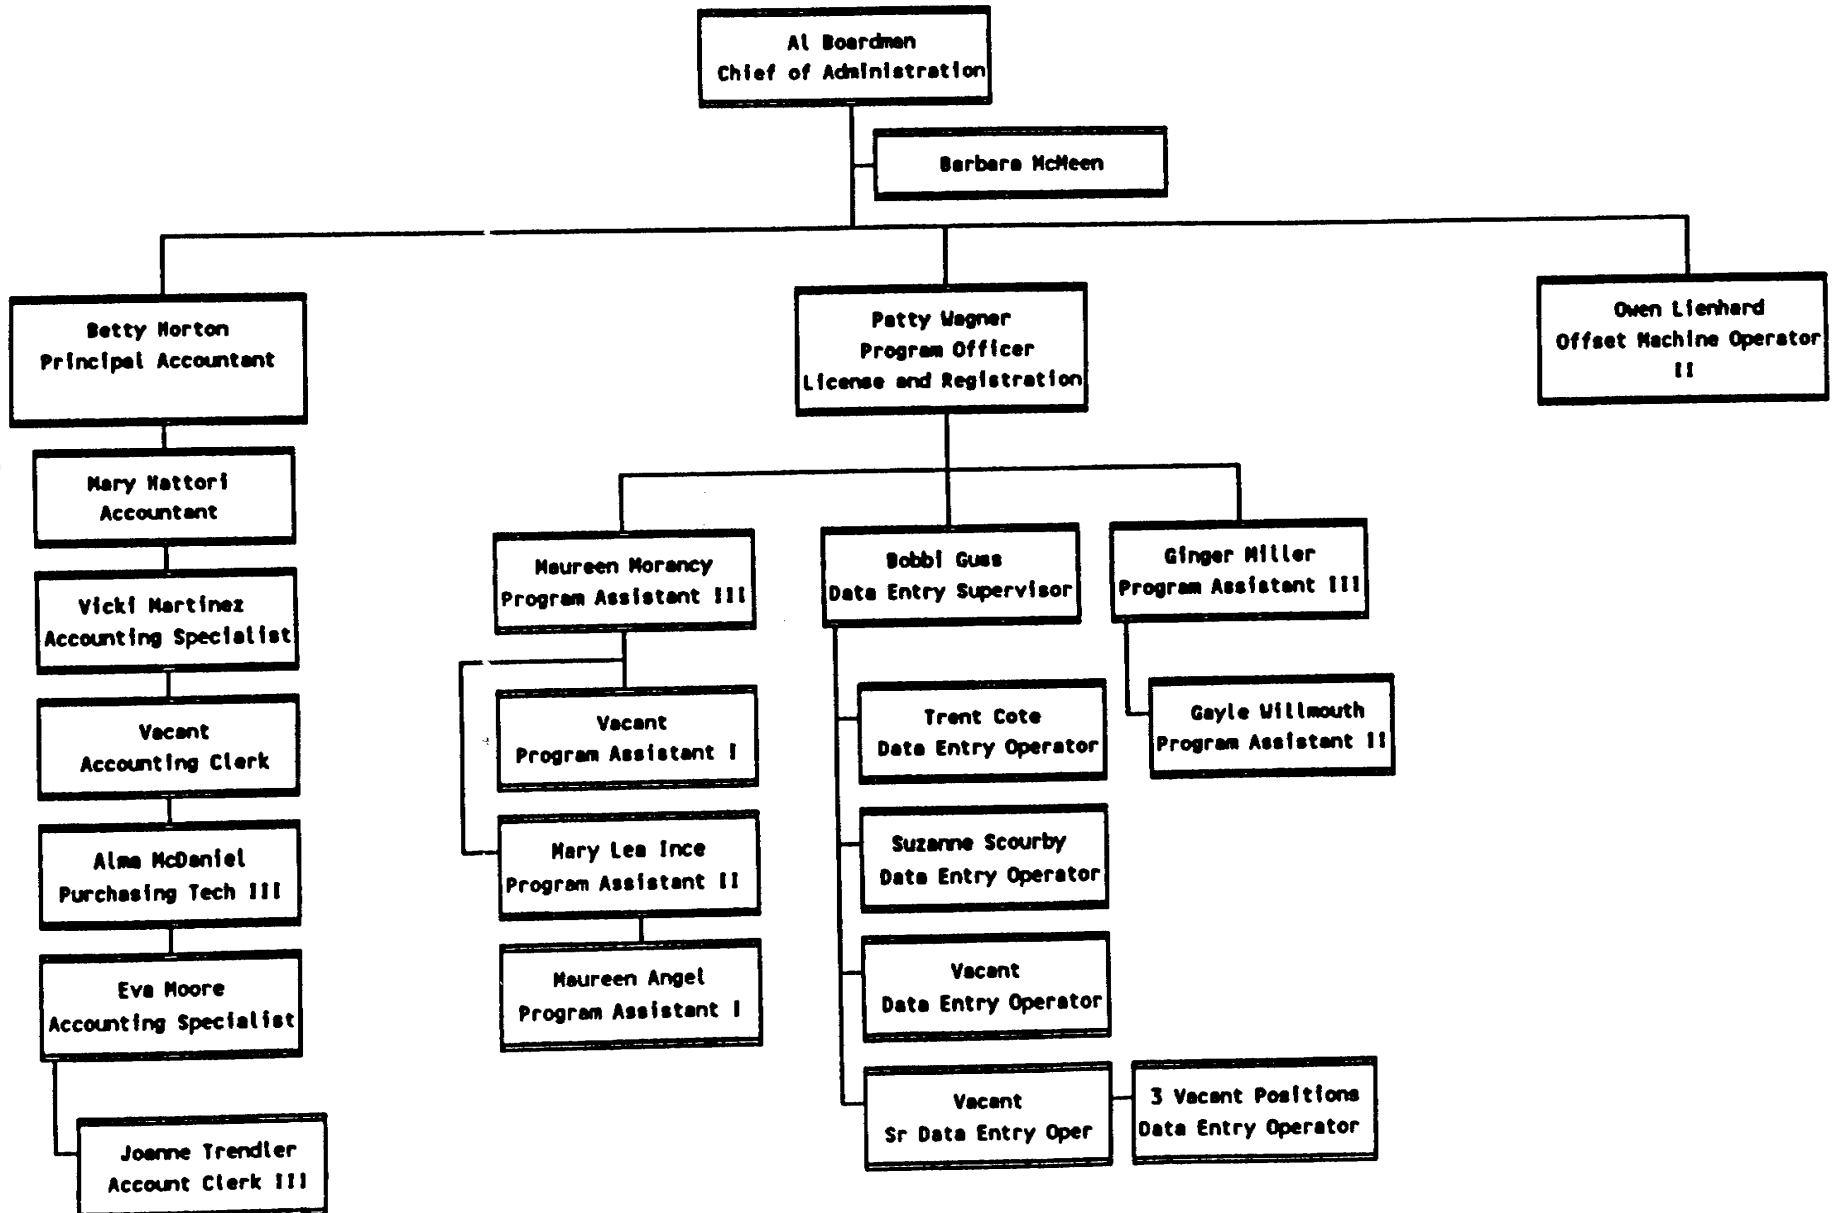 Al Boardman
Chief of Administration
Barbara McMeen
Betty Morton
Principal Accountant
Patty Wagner
Program Officer
License and Registration
Owen Lienhard
Offset Machine Operator
II
Mary Hattori
Accountant
Vicki Martinez
Accounting Specialist
Vacant
Accounting Clerk
Alma McDaniel
Purchasing Tech III
Eva Moore
Accounting Specialist
Joanne Trendler
Account Clerk III
Maureen Morancy
Program Assistant III
Vacant
Program Assistant I
Mary Lea Ince
Program Assistant II
Maureen Angel
Program Assistant I
Bobbi Guss
Data Entry Supervisor
Trent Cote
Data Entry Operator
Suzanne Scourby
Data Entry Operator
Vacant
Data Entry Operator
Vacant
Sr Data Entry Oper
3 Vacant Positions
Data Entry Operator
Ginger Miller
Program Assistant III
Gayle Willmouth
Program Assistant II